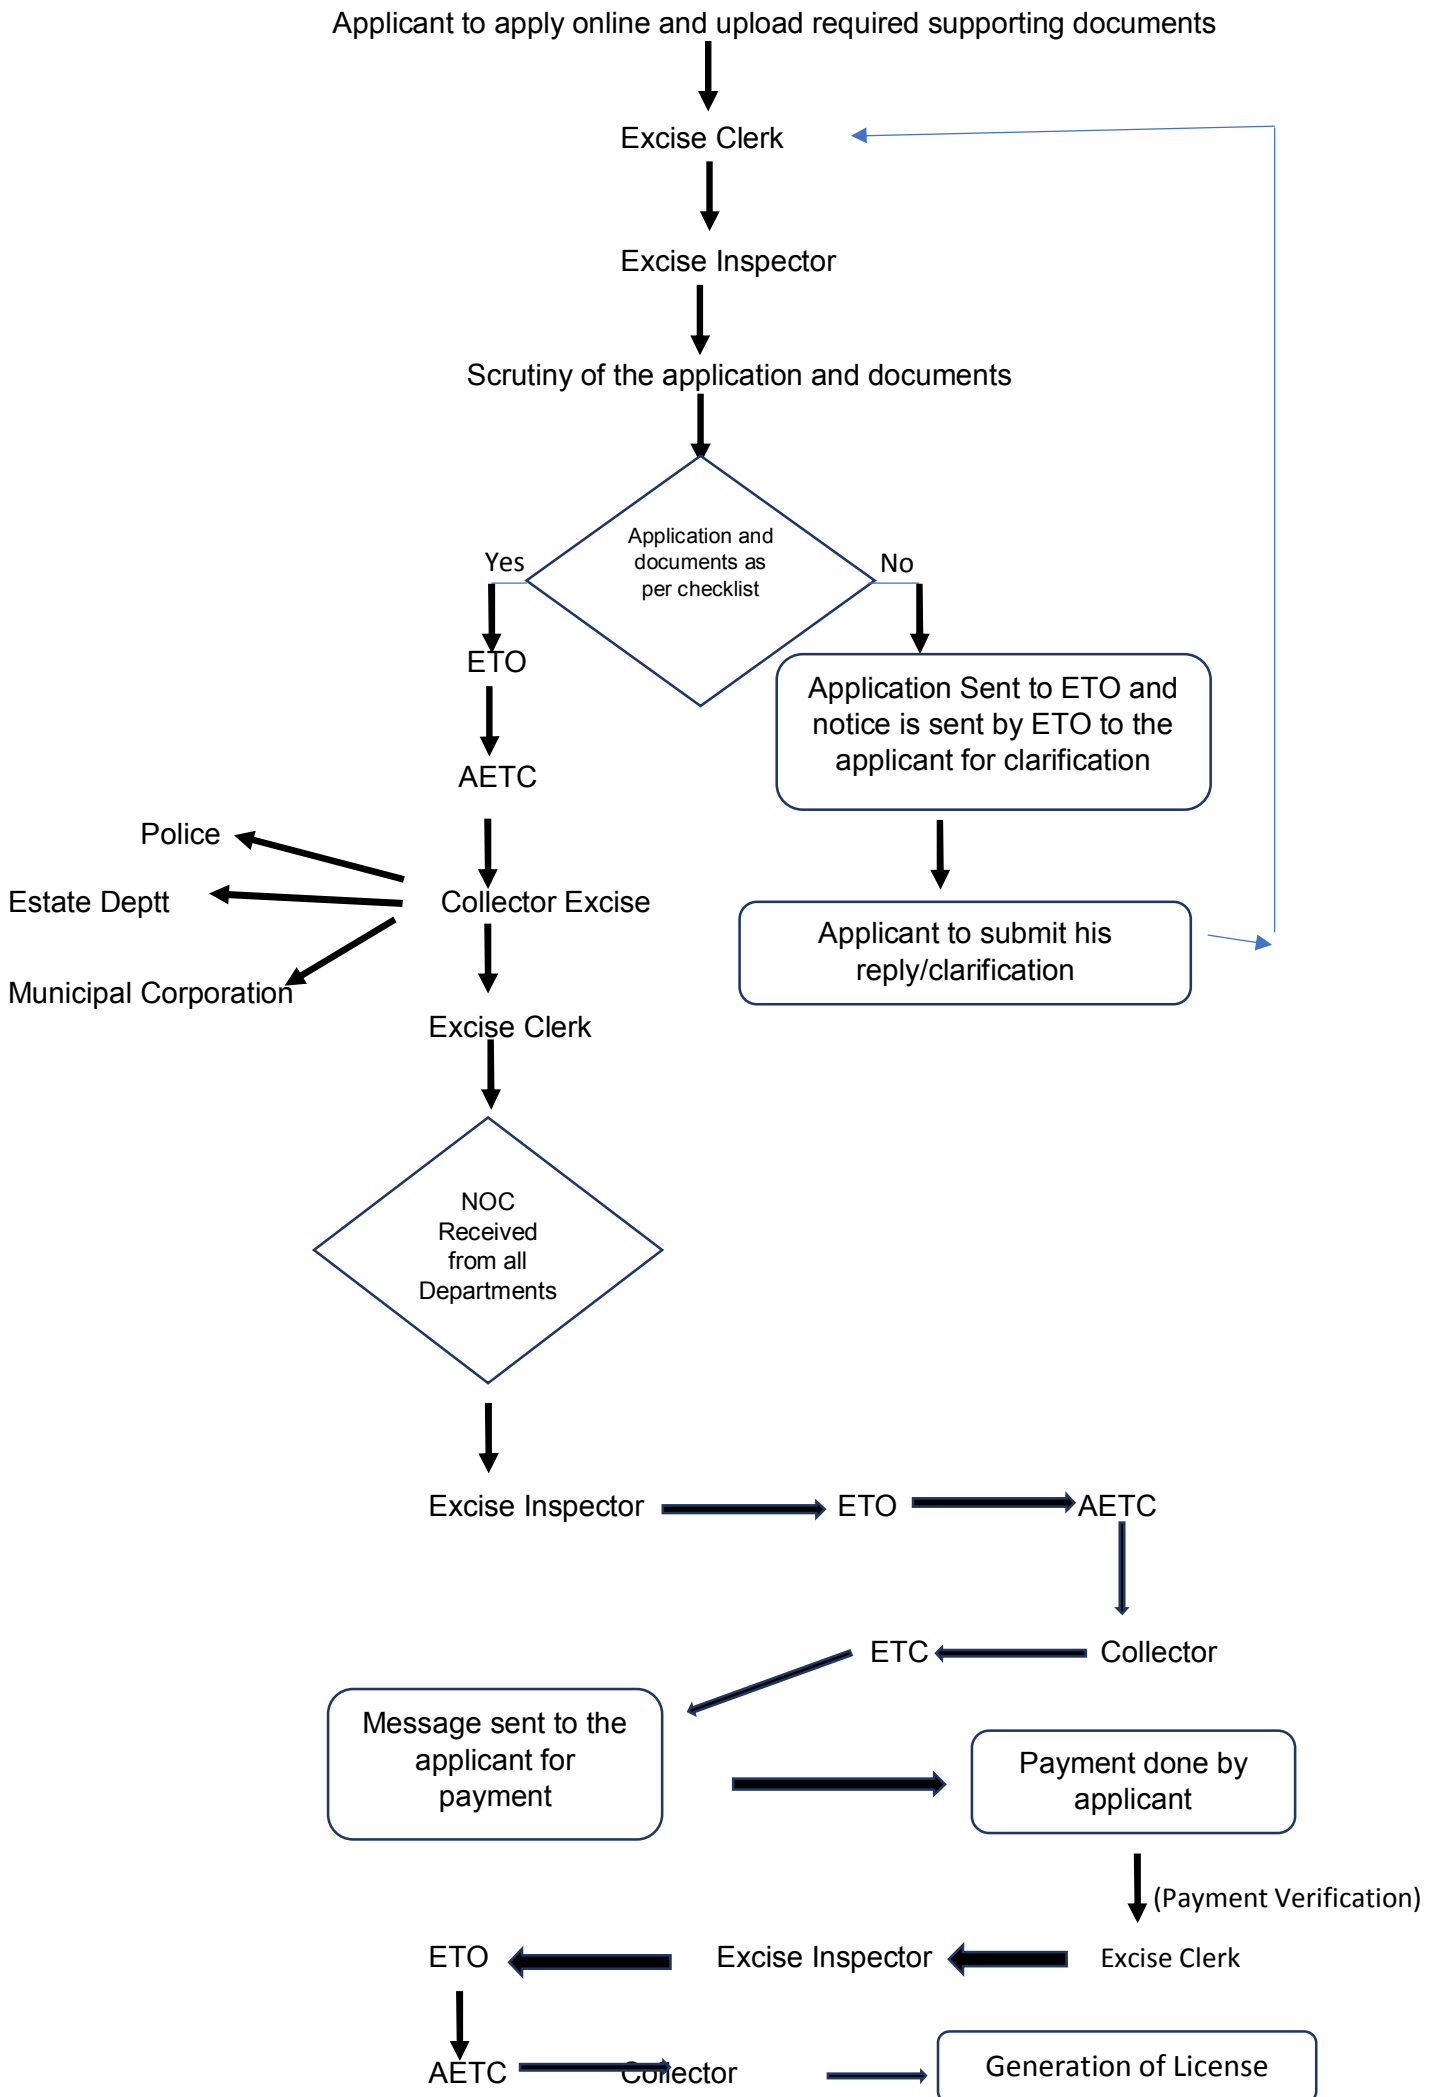 Applicant to apply online and upload required supporting documents
Excise Clerk
Excise Inspector
Scrutiny of the application and documents
Application and
documents as
per checklist
Yes
No
ETO
Application Sent to ETO and
notice is sent by ETO to the
applicant for clarification
AETC
Police
Estate Deptt
Collector Excise
Municipal Corporation
Applicant to submit his
reply/clarification
Excise Clerk
NOC
Received
from all
Departments
Excise Inspector
ETO
AETC
ETC
Collector
Message sent to the
applicant for
payment
Payment done by
applicant
(Payment Verification)
ETO
Excise Inspector
Excise Clerk
AETC
Collector
Generation of License